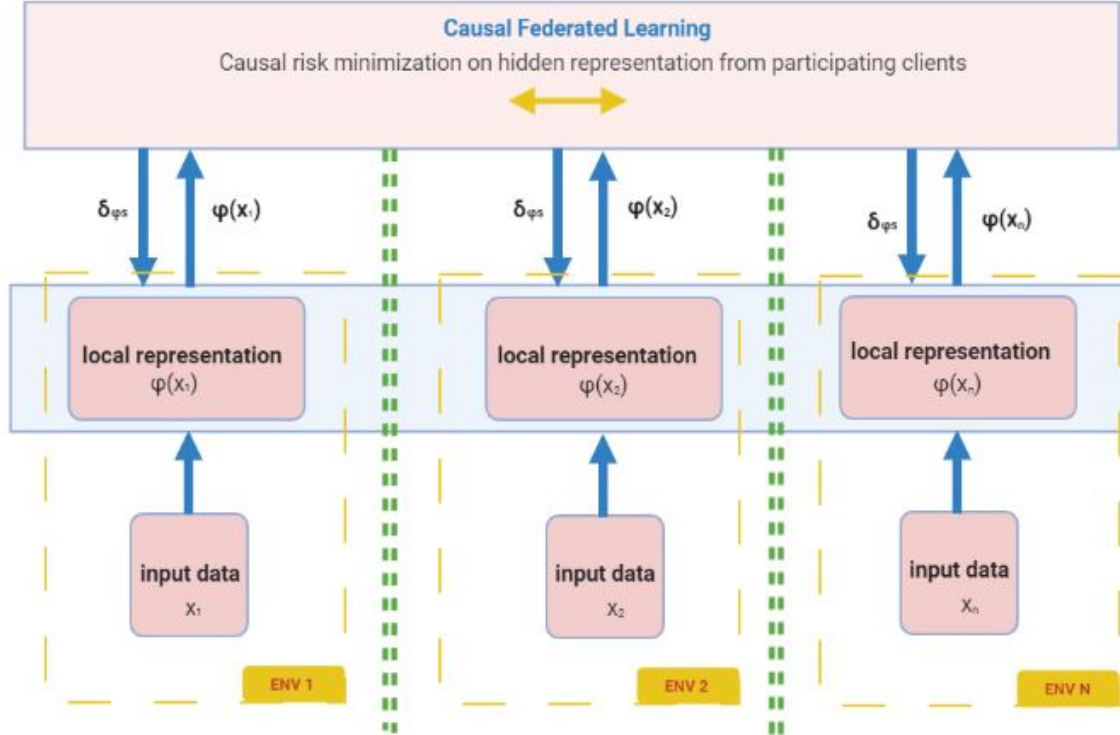 Causal Federated Learning
Causal risk minimization on hidden representation from participating clients
δφs φ(x₁) δφs φ(x₂) δφs φ(xₙ)
local representation local representation local representation
φ(x₁) φ(x₂) φ(xₙ)
input data input data input data
x₁ x₂ xₙ
ENV 1 ENV 2 ENV N